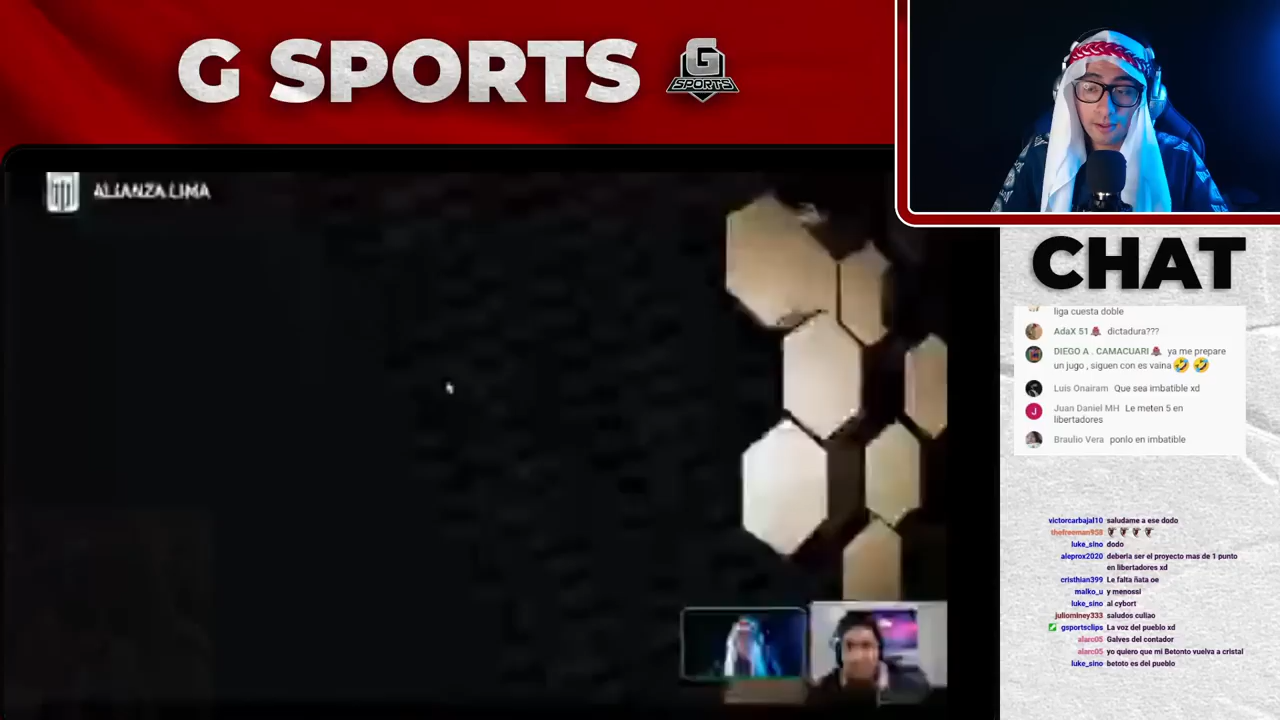 G SPORTS
G
SPORTS
ALIANZA LIMA
CHAT
liga cuesta doble
AdaX 51 dictadura???
DIEGO A . CAMACUARI ya me prepare
un jugo , siguen con es vaina
Luis Onairam Que sea imbatible xd
J Juan Daniel MH Le meten 5 en
libertadores
Braulio Vera ponlo en imbatible
victorcarbajal10 saludame a ese dodo
thefreeman958
luke_sino dodo
aleprox2020 deberia ser el proyecto mas de 1 punto
en libertadores xd
cristhian399 Le falta ñata oe
malko_u y menossi
luke_sino al cybort
juliominey333 saludos culiao
gsportsclips La voz del pueblo xd
alarc05 Galves del contador
alarc05 yo quiero que mi Betonto vuelva a cristal
luke_sino betoto es del pueblo